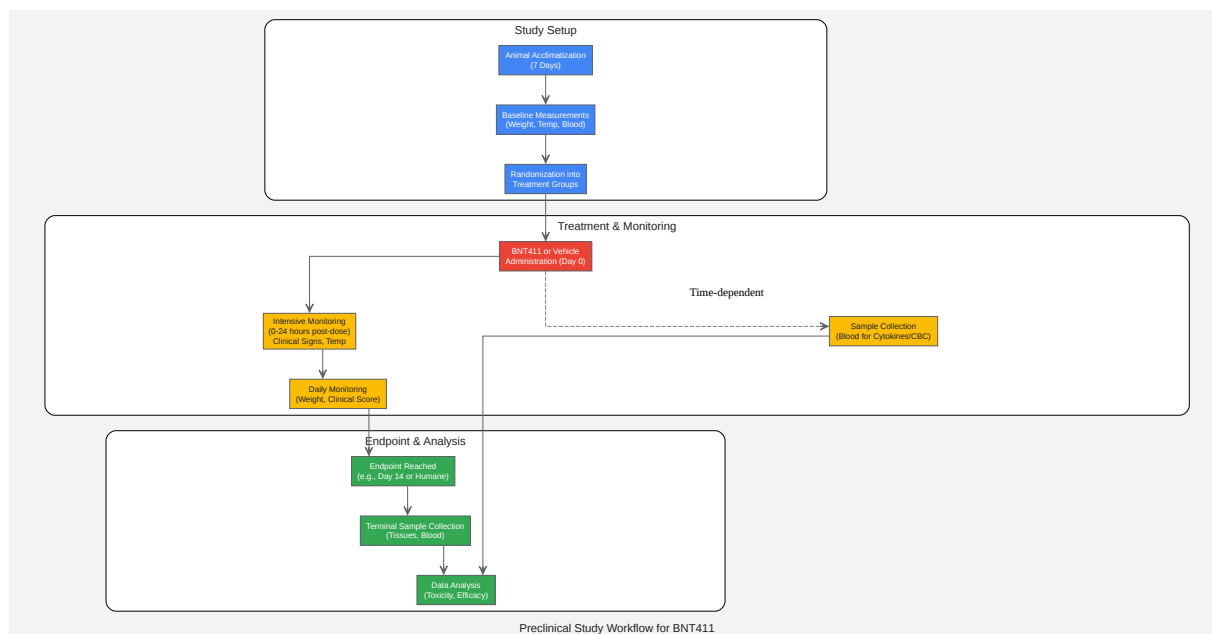 Study Setup
Animal Acclimatization
(7 Days)
Baseline Measurements
(Weight, Temp, Blood)
Randomization into
Treatment Groups
Treatment & Monitoring
BNT411 or Vehicle
Administration (Day 0)
Time-dependent
Intensive Monitoring
(0-24 hours post-dose)
Clinical Signs, Temp
Sample Collection
(Blood for Cytokines/CBC)
Daily Monitoring
(Weight, Clinical Score)
Endpoint & Analysis
Endpoint Reached
(e.g., Day 14 or Humane)
Terminal Sample Collection
(Tissues, Blood)
Data Analysis
(Toxicity, Efficacy)
Preclinical Study Workflow for BNT411